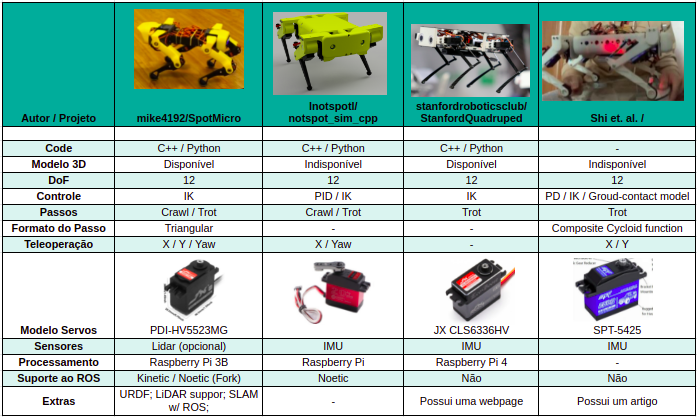 Autor / Projeto
mike4192/SpotMicro
lnotspotl/
notspot_sim_cpp
stanfordroboticsclub/
StanfordQuadruped
Shi et. al. /
Code
C++ / Python
C++ / Python
C++ / Python
-
Modelo 3D
Disponível
Indisponível
Disponível
Indisponível
DoF
12
12
12
12
Controle
IK
PID / IK
IK
PD / IK / Groud-contact model
Passos
Crawl / Trot
Crawl / Trot
Trot
Trot
Formato do Passo
Triangular
-
-
Composite Cycloid function
Teleoperação
X / Y / Yaw
X / Yaw
-
X / Y
Modelo Servos
PDI-HV5523MG
JX CLS6336HV
SPT-5425
Sensores
Lidar (opcional)
IMU
IMU
IMU
Processamento
Raspberry Pi 3B
Raspberry Pi
Raspberry Pi 4
-
Suporte ao ROS
Kinetic / Noetic (Fork)
Noetic
Não
Não
Extras
URDF; LiDAR suppor; SLAM
w/ ROS;
-
Possui uma webpage
Possui um artigo